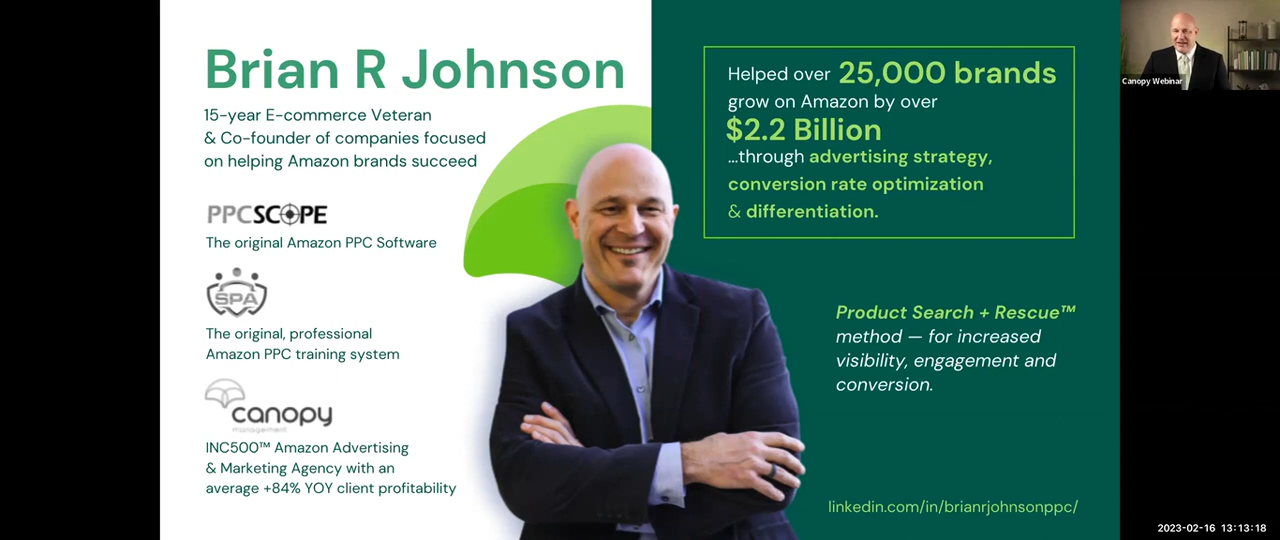 Brian R Johnson
15-year E-commerce Veteran
& Co-founder of companies focused
on helping Amazon brands succeed
PPCSCOPE
The original Amazon PPC Software
SPA
The original, professional
Amazon PPC training system
canopy
management
INC500™ Amazon Advertising
& Marketing Agency with an
average +84% YOY client profitability
Helped over 25,000 brands
grow on Amazon by over
$2.2 Billion
...through advertising strategy,
conversion rate optimization
& differentiation.
Product Search + Rescue™
method — for increased
visibility, engagement and
conversion.
linkedin.com/in/brianrjohnsonppc/
Canopy Webinar
2023-02-16 13:13:18